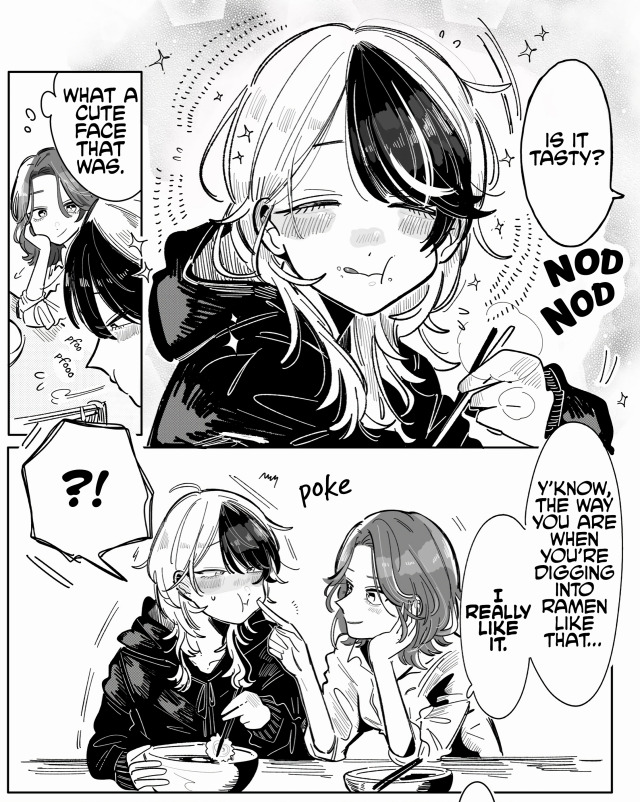 IS IT
TASTY?
NOD
NOD
WHAT A
CUTE
FACE
THAT
WAS.
pfoo
pfooo
?!
poke
Y'KNOW,
THE WAY
YOU ARE
WHEN
YOU'RE
DIGGING
INTO
RAMEN
LIKE
THAT...
I
REALLY
LIKE
IT.